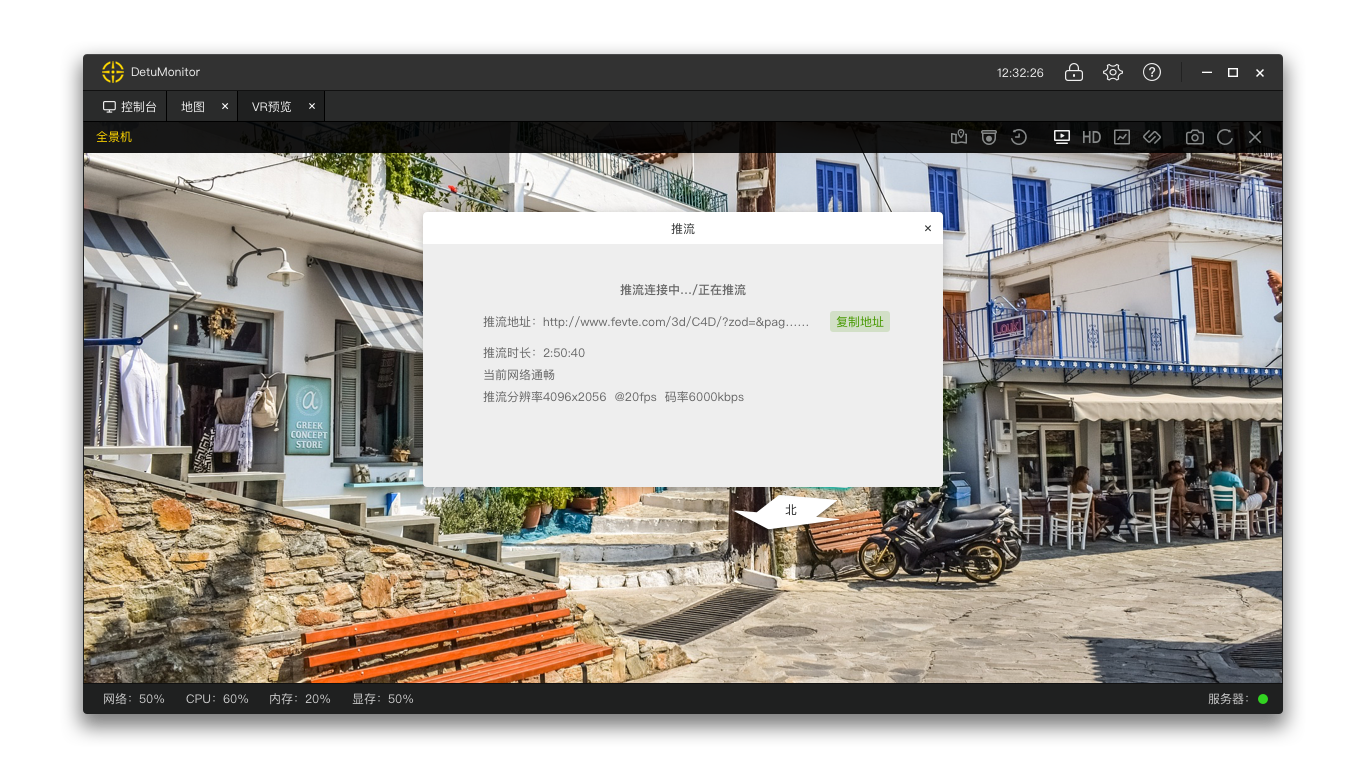 DetuMonitor
12:32:26
控制台
地图
VR预览
全景机
HD
推流
推流连接中.../正在推流
推流地址：http://www.fevte.com/3d/C4D/?zod=&pag......
复制地址
推流时长：2:50:40
当前网络通畅
推流分辨率4096x2056 @20fps 码率6000kbps
Louki
a
GREEK
CONCEPT
STORE
北
网络：50%
CPU：60%
内存：20%
显存：50%
服务器：